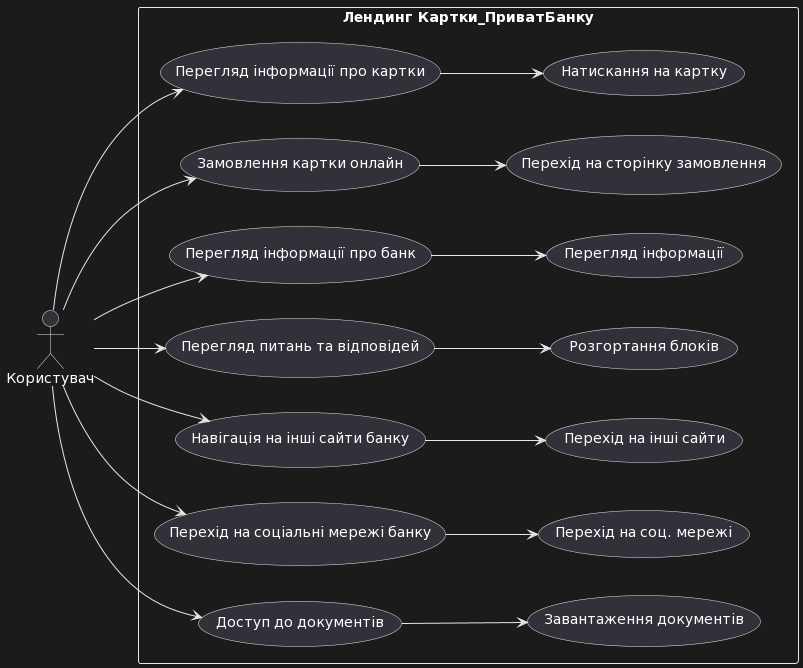 Лендинг Картки_ПриватБанку
Перегляд інформації про картки
Натискання на картку
Замовлення картки онлайн
Перехід на сторінку замовлення
Перегляд інформації про банк
Перегляд інформації
Користувач
Перегляд питань та відповідей
Розгортання блоків
Навігація на інші сайти банку
Перехід на інші сайти
Перехід на соціальні мережі банку
Перехід на соц. мережі
Доступ до документів
Завантаження документів